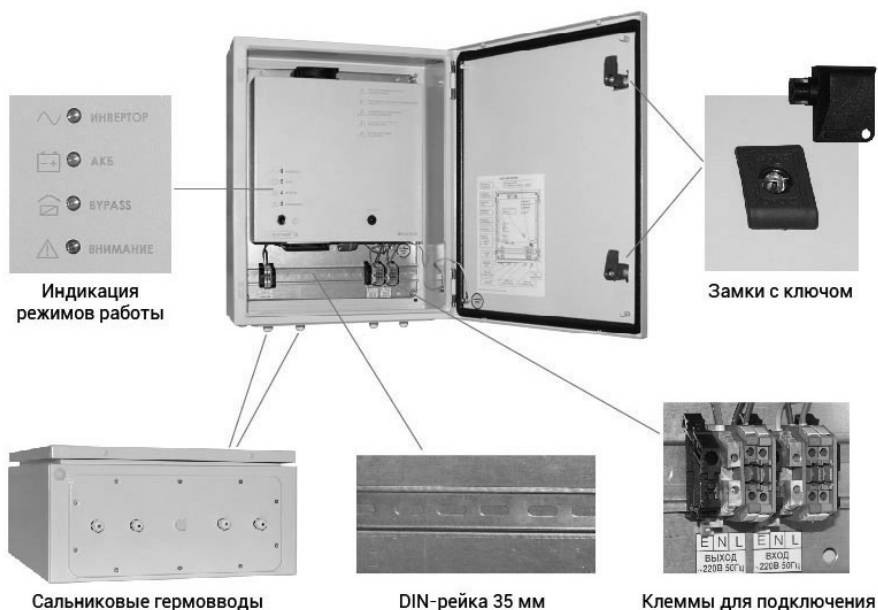 ИНВЕРТОР
АКБ
BYPASS
ВНИМАНИЕ
Индикация
режимов работы
Замки с ключом
Сальниковые гермовводы
DIN-рейка 35 мм
E N L E N L
ВЫХОД ВХОД
~220В 50Гц ~220В 50Гц
Клеммы для подключения